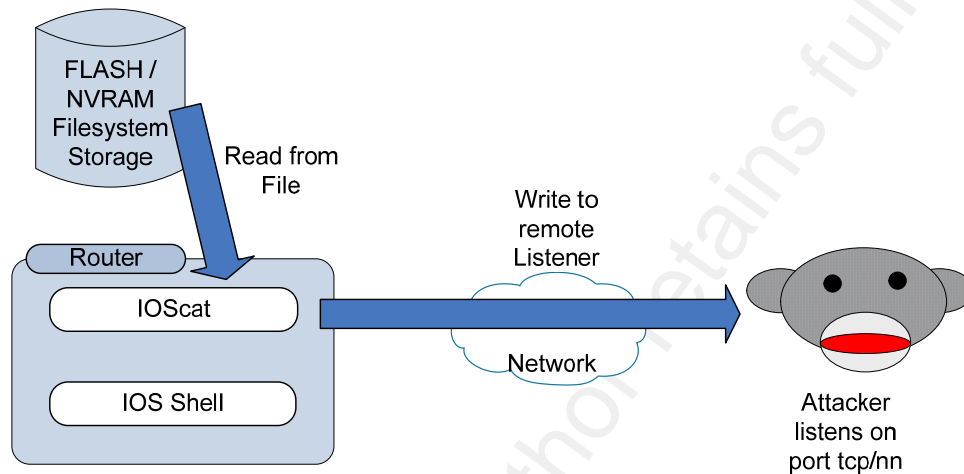 FLASH /
NVRAM
Filesystem
Storage
Read from
File
Write to
remote
Listener
Router
IOScat
Network
IOS Shell
Attacker
listens on
port tcp/nn